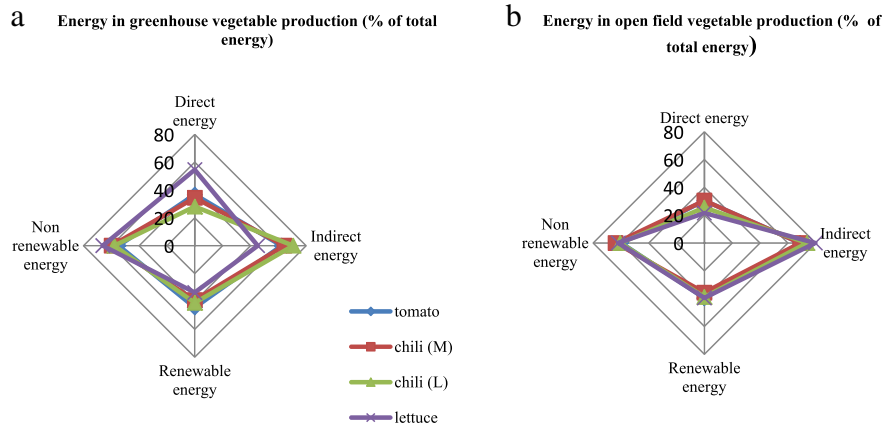 a
Energy in greenhouse vegetable production (% of total
energy)
Direct
energy
80
60
40
20
0
Non
renewable
energy
Indirect
energy
Renewable
energy
tomato
chili (M)
chili (L)
lettuce
b
Energy in open field vegetable production (% of
total energy)
Direct energy
80
60
40
20
0
Non
renewable
energy
Indirect
energy
Renewable
energy